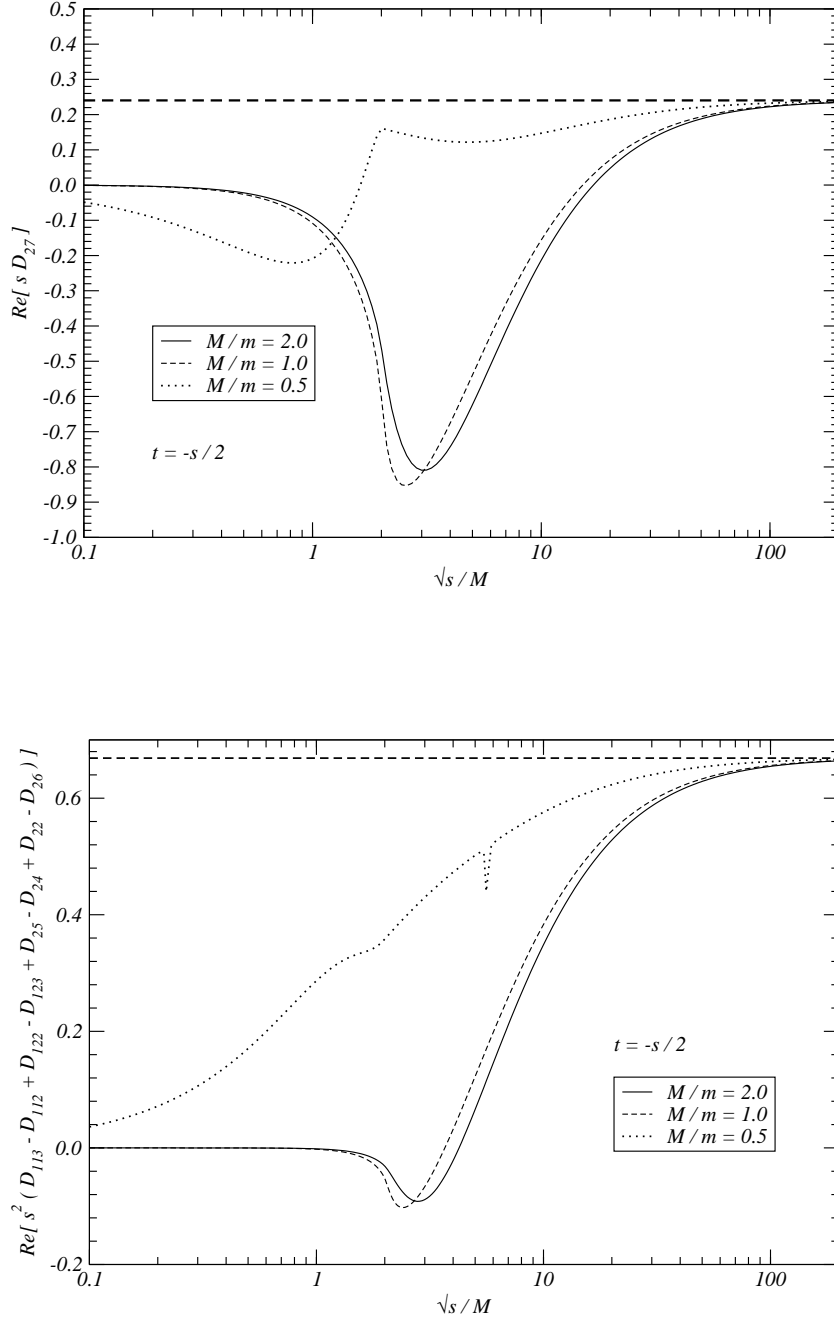 0.5
0.4
0.3
0.2
0.1
0.0
-0.1
-0.2
-0.3
-0.4
-0.5
-0.6
-0.7
-0.8
-0.9
-1.0
Re[ s D27 ]
M / m = 2.0
M / m = 1.0
M / m = 0.5
t = -s / 2
0.1
1
10
100
√s / M
0.6
0.4
0.2
0.0
-0.2
Re[ s2 ( D113 - D112 + D122 - D123 + D25 - D24 + D22 - D26 ) ]
t = -s / 2
M / m = 2.0
M / m = 1.0
M / m = 0.5
0.1
1
10
100
√s / M